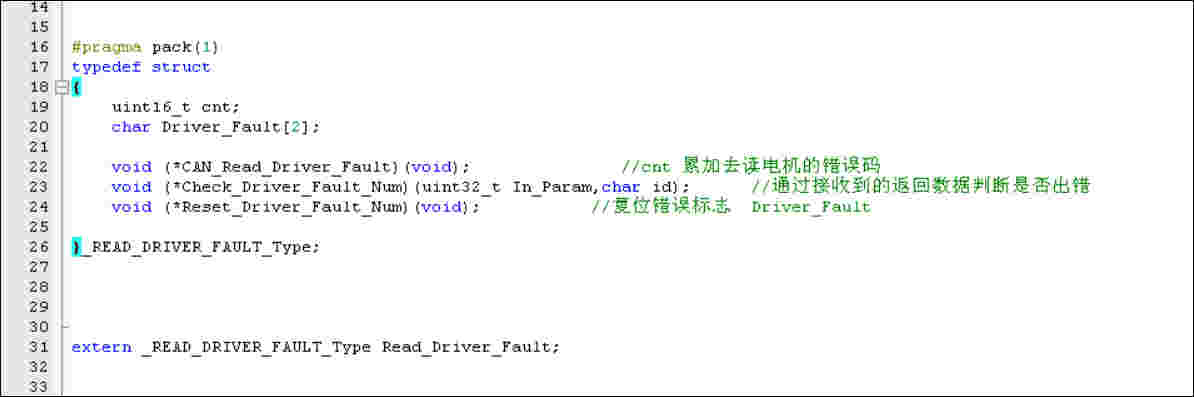 14
15
16 #pragma pack(1)
17 typedef struct
18 {
19 uint16_t cnt;
20 char Driver_Fault[2];
21
22 void (*CAN_Read_Driver_Fault)(void); //cnt 累加去读电机的错误码
23 void (*Check_Driver_Fault_Num)(uint32_t In_Param,char id); //通过接收到的返回数据判断是否出错
24 void (*Reset_Driver_Fault_Num)(void); //复位错误标志 Driver_Fault
25
26 }_READ_DRIVER_FAULT_Type;
27
28
29
30
31 extern _READ_DRIVER_FAULT_Type Read_Driver_Fault;
32
33